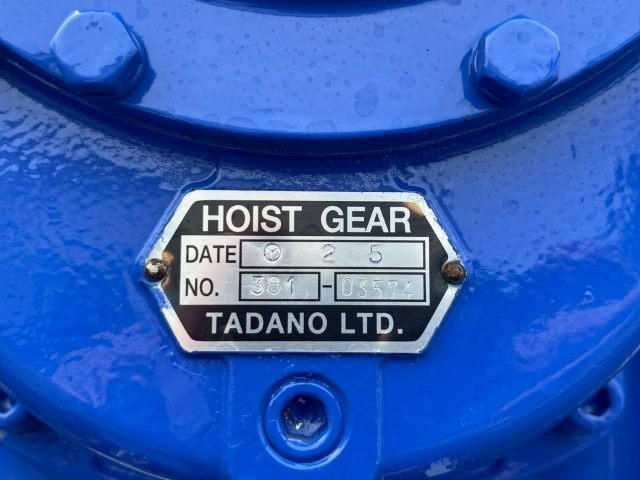 HOIST GEAR
DATE 2 5
NO. 381 - 03574
TADANO LTD.